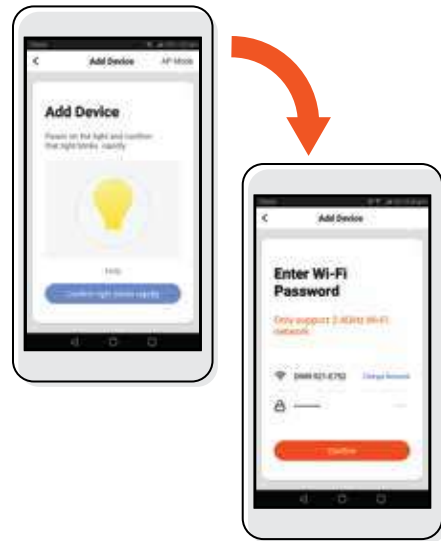 Add Device
AP Mode
Add Device
Power on the light and confirm
that light blinks rapidly
Help
Confirm light blinks rapidly
Add Device
Enter Wi-Fi
Password
Only support 2.4GHz Wi-Fi
network
Change Network
Confirm